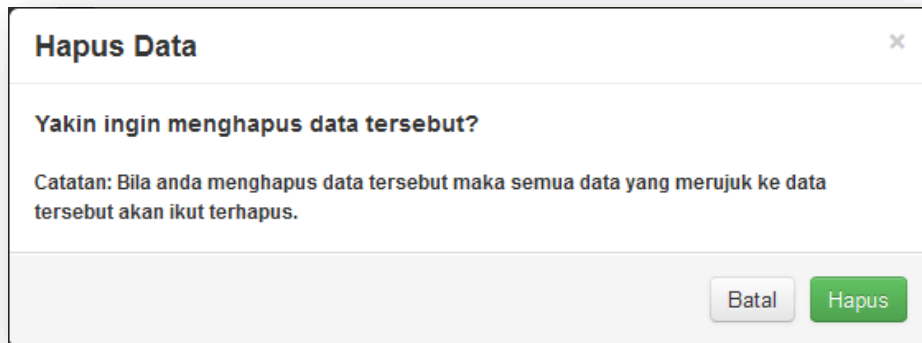 Hapus Data
×
Yakin ingin menghapus data tersebut?
Catatan: Bila anda menghapus data tersebut maka semua data yang merujuk ke data
tersebut akan ikut terhapus.
Batal Hapus